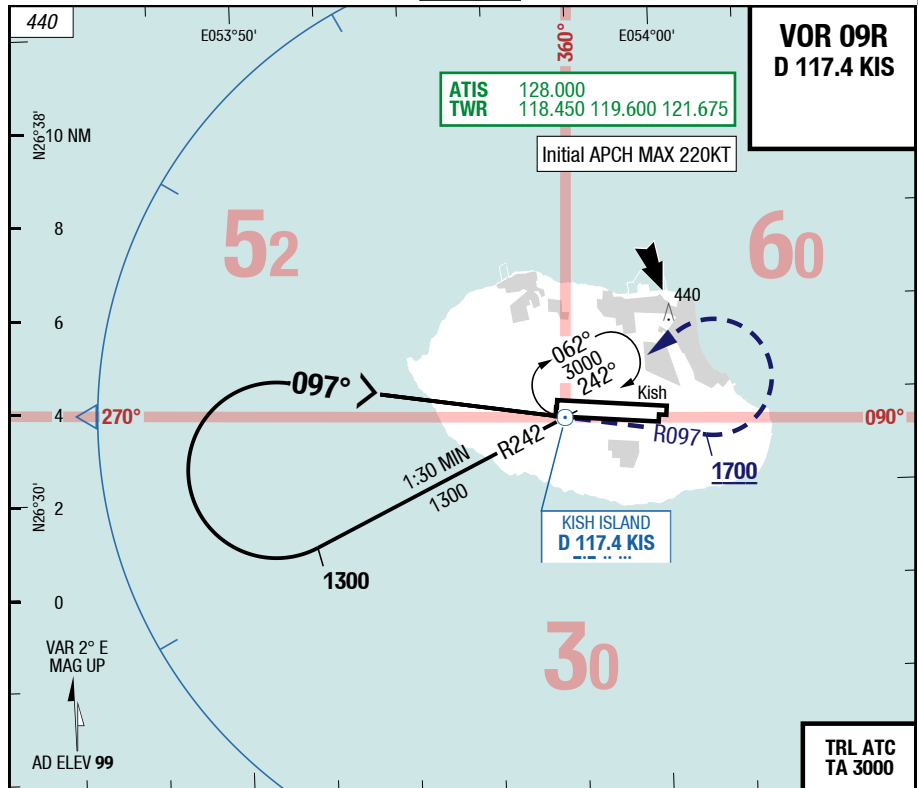 440
E053°50'
360°
E054°00'
VOR 09R
D 117.4 KIS
ATIS 128.000
TWR 118.450 119.600 121.675
Initial APCH MAX 220KT
N26°38'
10 NM
8
52
60
6
440
062°
3000
242°
Kish
097°
4
270°
090°
R242
R097
1:30 MIN
1300
1700
N26°30'
2
KISH ISLAND
D 117.4 KIS
1300
0
30
VAR 2° E
MAG UP
AD ELEV 99
TRL ATC
TA 3000